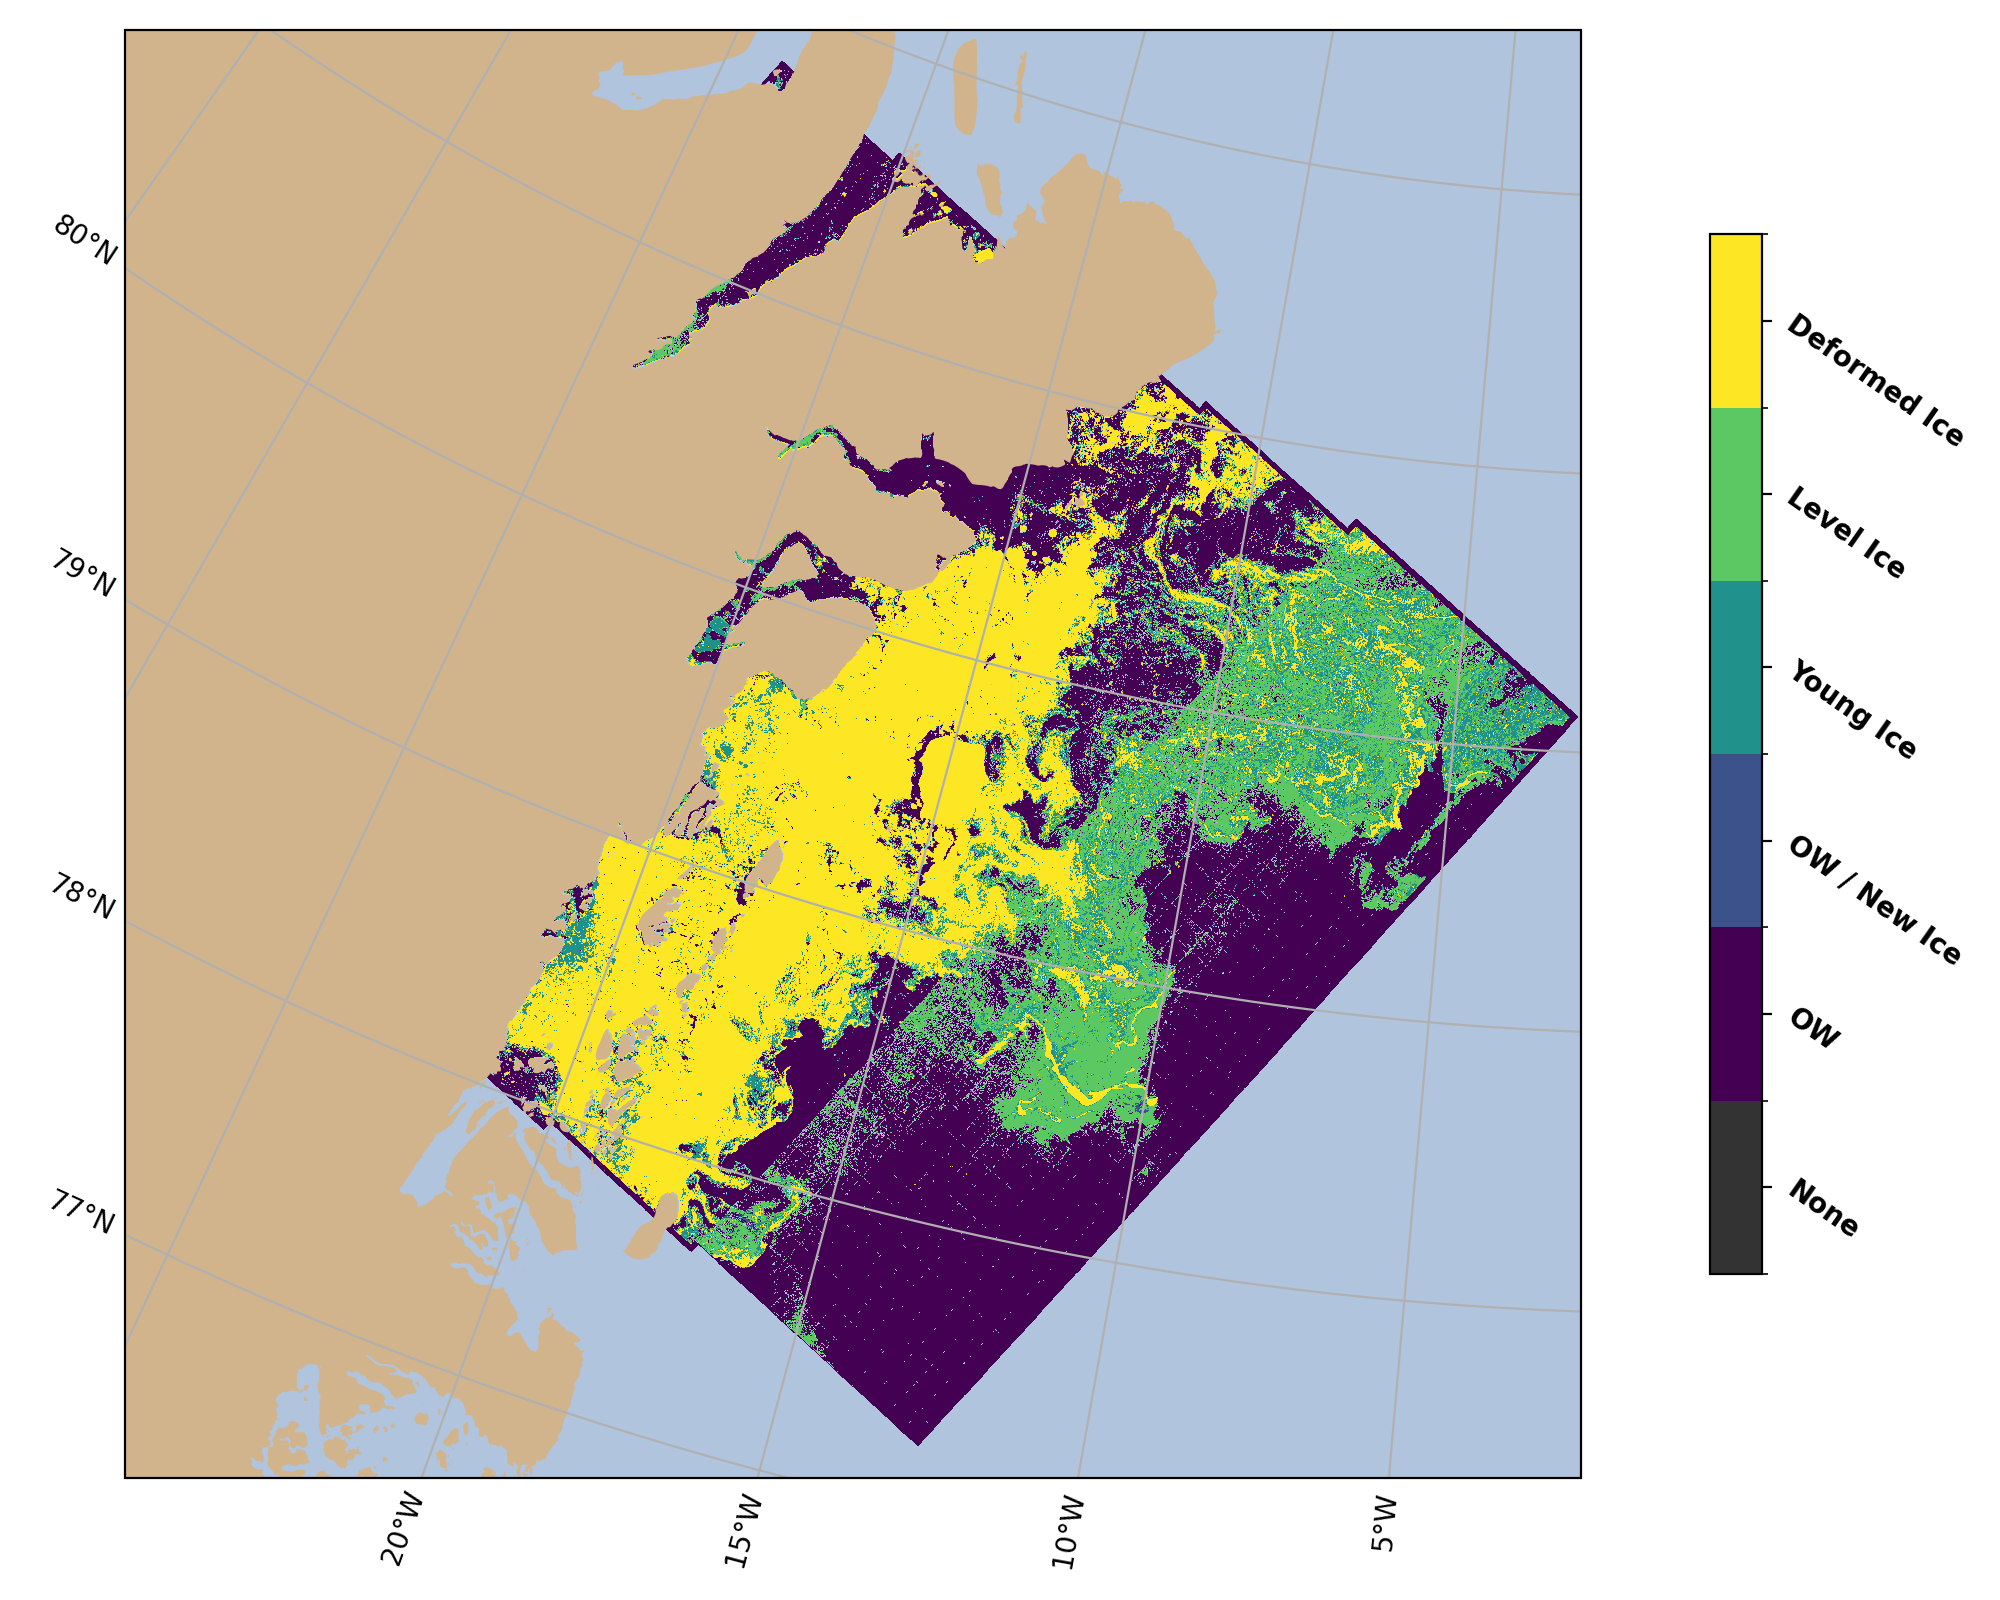 80°N
79°N
78°N
77°N
20°W
15°W
10°W
5°W
Deformed Ice
Level Ice
Young Ice
OW / New Ice
OW
None